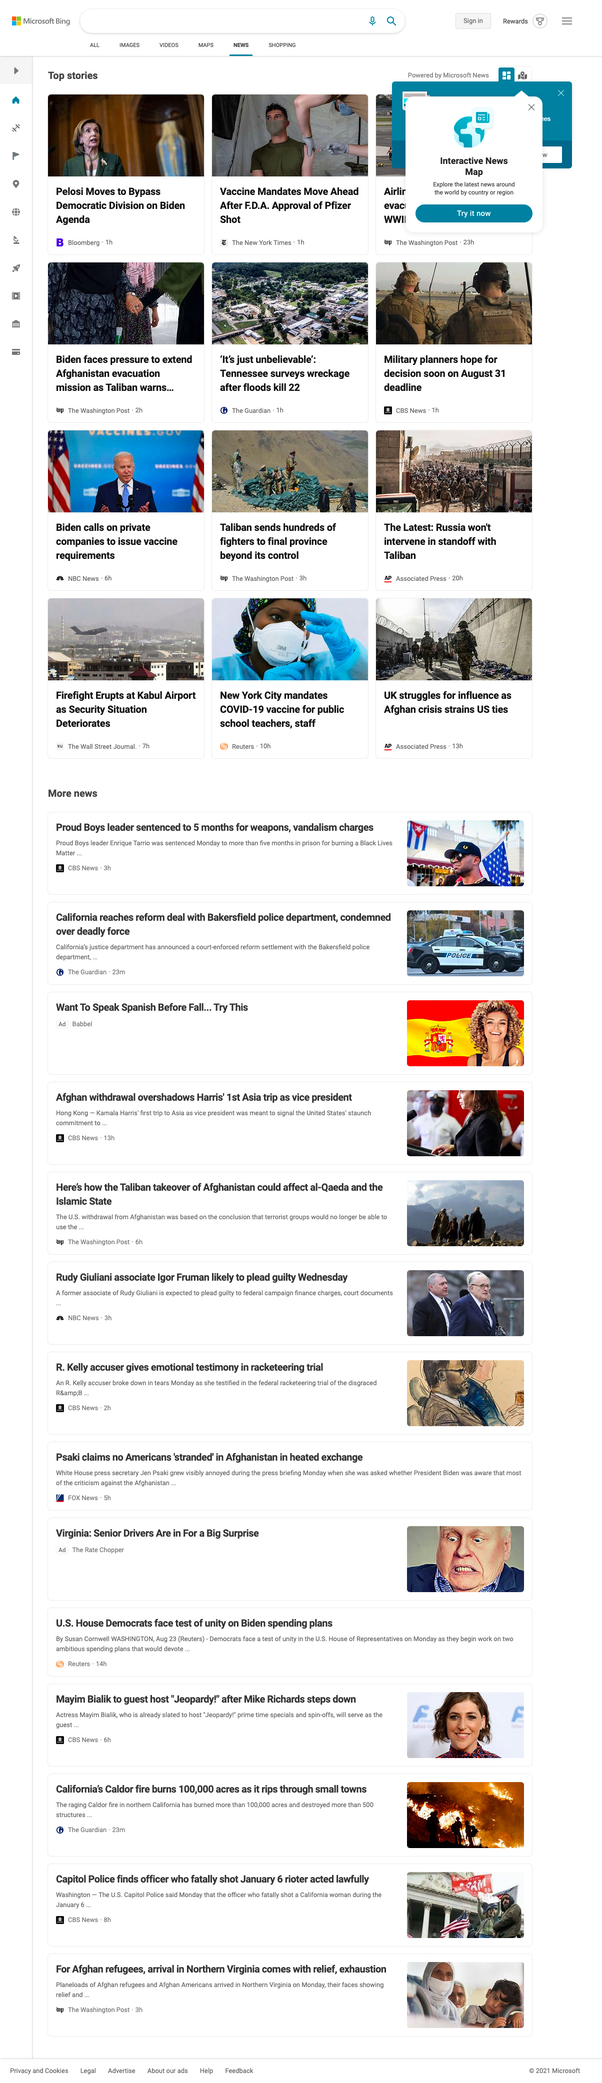 Microsoft Bing
Sign in
Rewards
ALL IMAGES VIDEOS MAPS NEWS SHOPPING
Top stories
Powered by Microsoft News
Interactive News
Map
Explore the latest news around
the world by country or region
Try it now
Pelosi Moves to Bypass
Democratic Division on Biden
Agenda
Bloomberg · 1h
Vaccine Mandates Move Ahead
After F.D.A. Approval of Pfizer
Shot
The New York Times · 1h
The Washington Post · 23h
Biden faces pressure to extend
Afghanistan evacuation
mission as Taliban warns...
The Washington Post · 2h
‘It’s just unbelievable’:
Tennessee surveys wreckage
after floods kill 22
The Guardian · 1h
Military planners hope for
decision soon on August 31
deadline
CBS News · 1h
VACCINES.GOV
Biden calls on private
companies to issue vaccine
requirements
NBC News · 6h
Taliban sends hundreds of
fighters to final province
beyond its control
The Washington Post · 3h
The Latest: Russia won't
intervene in standoff with
Taliban
AP Associated Press · 20h
Firefight Erupts at Kabul Airport
as Security Situation
Deteriorates
The Wall Street Journal. · 7h
New York City mandates
COVID-19 vaccine for public
school teachers, staff
Reuters · 10h
UK struggles for influence as
Afghan crisis strains US ties
AP Associated Press · 13h
More news
Proud Boys leader sentenced to 5 months for weapons, vandalism charges
Proud Boys leader Enrique Tarrio was sentenced Monday to more than five months in prison for burning a Black Lives
Matter ...
CBS News · 3h
California reaches reform deal with Bakersfield police department, condemned
over deadly force
California’s justice department has announced a court-enforced reform settlement with the Bakersfield police
department, ...
The Guardian · 23m
POLICE
Want To Speak Spanish Before Fall... Try This
Ad Babbel
Afghan withdrawal overshadows Harris' 1st Asia trip as vice president
Hong Kong — Kamala Harris' first trip to Asia as vice president was meant to signal the United States' staunch
commitment to ...
CBS News · 13h
Here’s how the Taliban takeover of Afghanistan could affect al-Qaeda and the
Islamic State
The U.S. withdrawal from Afghanistan was based on the conclusion that terrorist groups would no longer be able to
use the ...
The Washington Post · 6h
Rudy Giuliani associate Igor Fruman likely to plead guilty Wednesday
A former associate of Rudy Giuliani is expected to plead guilty to federal campaign finance charges, court documents
...
NBC News · 3h
R. Kelly accuser gives emotional testimony in racketeering trial
An R. Kelly accuser broke down in tears Monday as she testified in the federal racketeering trial of the disgraced
R&amp;B ...
CBS News · 2h
Psaki claims no Americans 'stranded' in Afghanistan in heated exchange
White House press secretary Jen Psaki grew visibly annoyed during the press briefing Monday when she was asked whether President Biden was aware that most
of the criticism against the Afghanistan ...
FOX News · 5h
Virginia: Senior Drivers Are in For a Big Surprise
Ad The Rate Chopper
U.S. House Democrats face test of unity on Biden spending plans
By Susan Cornwell WASHINGTON, Aug 23 (Reuters) - Democrats face a test of unity in the U.S. House of Representatives on Monday as they begin work on two
ambitious spending plans that would devote ...
Reuters · 14h
Mayim Bialik to guest host "Jeopardy!" after Mike Richards steps down
Actress Mayim Bialik, who is already slated to host "Jeopardy!" prime time specials and spin-offs, will serve as the
guest ...
CBS News · 6h
California’s Caldor fire burns 100,000 acres as it rips through small towns
The raging Caldor fire in northern California has burned more than 100,000 acres and destroyed more than 500
structures ...
The Guardian · 23m
Capitol Police finds officer who fatally shot January 6 rioter acted lawfully
Washington — The U.S. Capitol Police said Monday that the officer who fatally shot a California woman during the
January 6 ...
CBS News · 8h
For Afghan refugees, arrival in Northern Virginia comes with relief, exhaustion
Planeloads of Afghan refugees and Afghan Americans arrived in Northern Virginia on Monday, their faces showing
relief and ...
The Washington Post · 3h
Privacy and Cookies Legal Advertise About our ads Help Feedback
© 2021 Microsoft